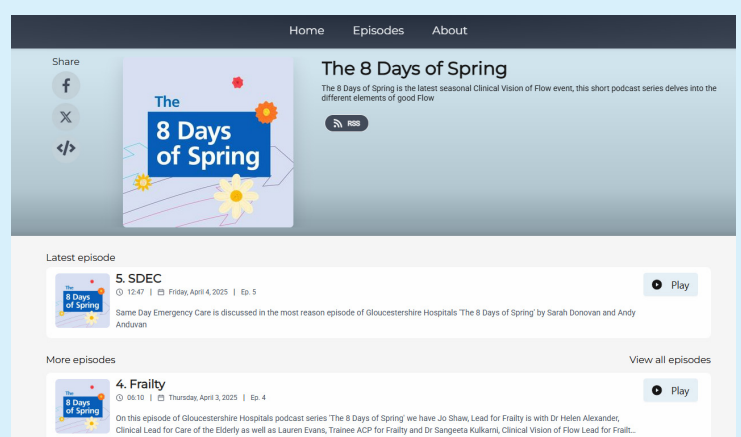 Home Episodes About
Share
The
8 Days
of Spring
The 8 Days of Spring
The 8 Days of Spring is the latest seasonal Clinical Vision of Flow event, this short podcast series delves into the
different elements of good Flow
RSS
Latest episode
The
8 Days
of Spring
5. SDEC
12:47 | Friday, April 4, 2025 | Ep. 5
Play
Same Day Emergency Care is discussed in the most reason episode of Gloucestershire Hospitals 'The 8 Days of Spring' by Sarah Donovan and Andy
Anduvan
More episodes
View all episodes
The
8 Days
of Spring
4. Frailty
06:10 | Thursday, April 3, 2025 | Ep. 4
Play
On this episode of Gloucestershire Hospitals podcast series 'The 8 Days of Spring' we have Jo Shaw, Lead for Frailty is with Dr Helen Alexander,
Clinical Lead for Care of the Elderly as well as Lauren Evans, Trainee ACP for Frailty and Dr Sangeeta Kulkarni, Clinical Vision of Flow Lead for Frailt...